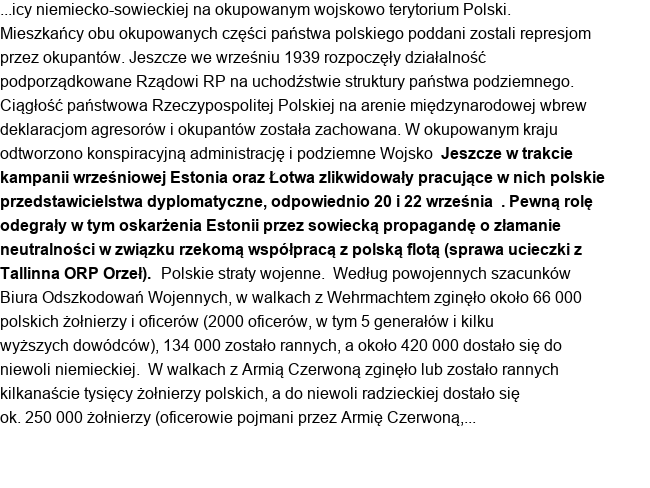 ...icy niemiecko-sowieckiej na okupowanym wojskowo terytorium Polski.
Mieszkańcy obu okupowanych części państwa polskiego poddani zostali represjom
przez okupantów. Jeszcze we wrześniu 1939 rozpoczęły działalność
podporządkowane Rządowi RP na uchodźstwie struktury państwa podziemnego.
Ciągłość państwowa Rzeczypospolitej Polskiej na arenie międzynarodowej wbrew
deklaracjom agresorów i okupantów została zachowana. W okupowanym kraju
odtworzono konspiracyjną administrację i podziemne Wojsko  Jeszcze w trakcie
kampanii wrześniowej Estonia oraz Łotwa zlikwidowały pracujące w nich polskie
przedstawicielstwa dyplomatyczne, odpowiednio 20 i 22 września  . Pewną rolę
odegrały w tym oskarżenia Estonii przez sowiecką propagandę o złamanie
neutralności w związku rzekomą współpracą z polską flotą (sprawa ucieczki z
Tallinna ORP Orzeł).  Polskie straty wojenne.  Według powojennych szacunków
Biura Odszkodowań Wojennych, w walkach z Wehrmachtem zginęło około 66 000
polskich żołnierzy i oficerów (2000 oficerów, w tym 5 generałów i kilku
wyższych dowódców), 134 000 zostało rannych, a około 420 000 dostało się do
niewoli niemieckiej.  W walkach z Armią Czerwoną zginęło lub zostało rannych
kilkanaście tysięcy żołnierzy polskich, a do niewoli radzieckiej dostało się
ok. 250 000 żołnierzy (oficerowie pojmani przez Armię Czerwoną,...